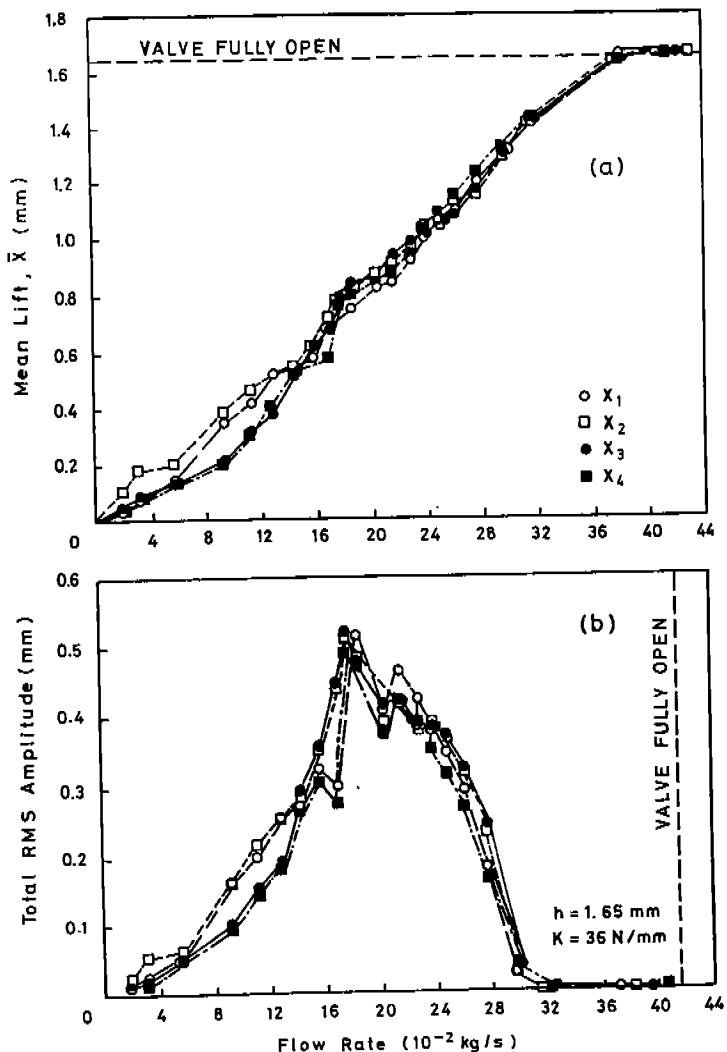 1.8
VALVE FULLY OPEN
1.6
1.4
(a)
1.2
1.0
0.8
0.6
0.4
0.2
Mean Lift, X̅ (mm)
X₁
X₂
X₃
X₄
0 4 8 12 16 20 24 28 32 36 40 44
0.6
(b)
0.5
0.4
0.3
0.2
0.1
Total RMS Amplitude (mm)
VALVE FULLY OPEN
h = 1.65 mm
K = 36 N/mm
0 4 8 12 16 20 24 28 32 36 40 44
Flow Rate (10⁻² kg/s)